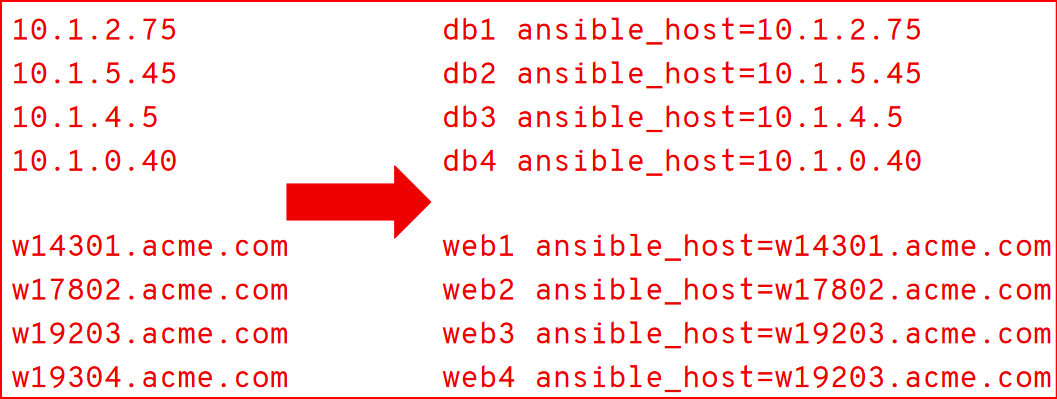 10.1.2.75
10.1.5.45
10.1.4.5
10.1.0.40
w14301.acme.com
w17802.acme.com
w19203.acme.com
w19304.acme.com
db1 ansible_host=10.1.2.75
db2 ansible_host=10.1.5.45
db3 ansible_host=10.1.4.5
db4 ansible_host=10.1.0.40
web1 ansible_host=w14301.acme.com
web2 ansible_host=w17802.acme.com
web3 ansible_host=w19203.acme.com
web4 ansible_host=w19203.acme.com